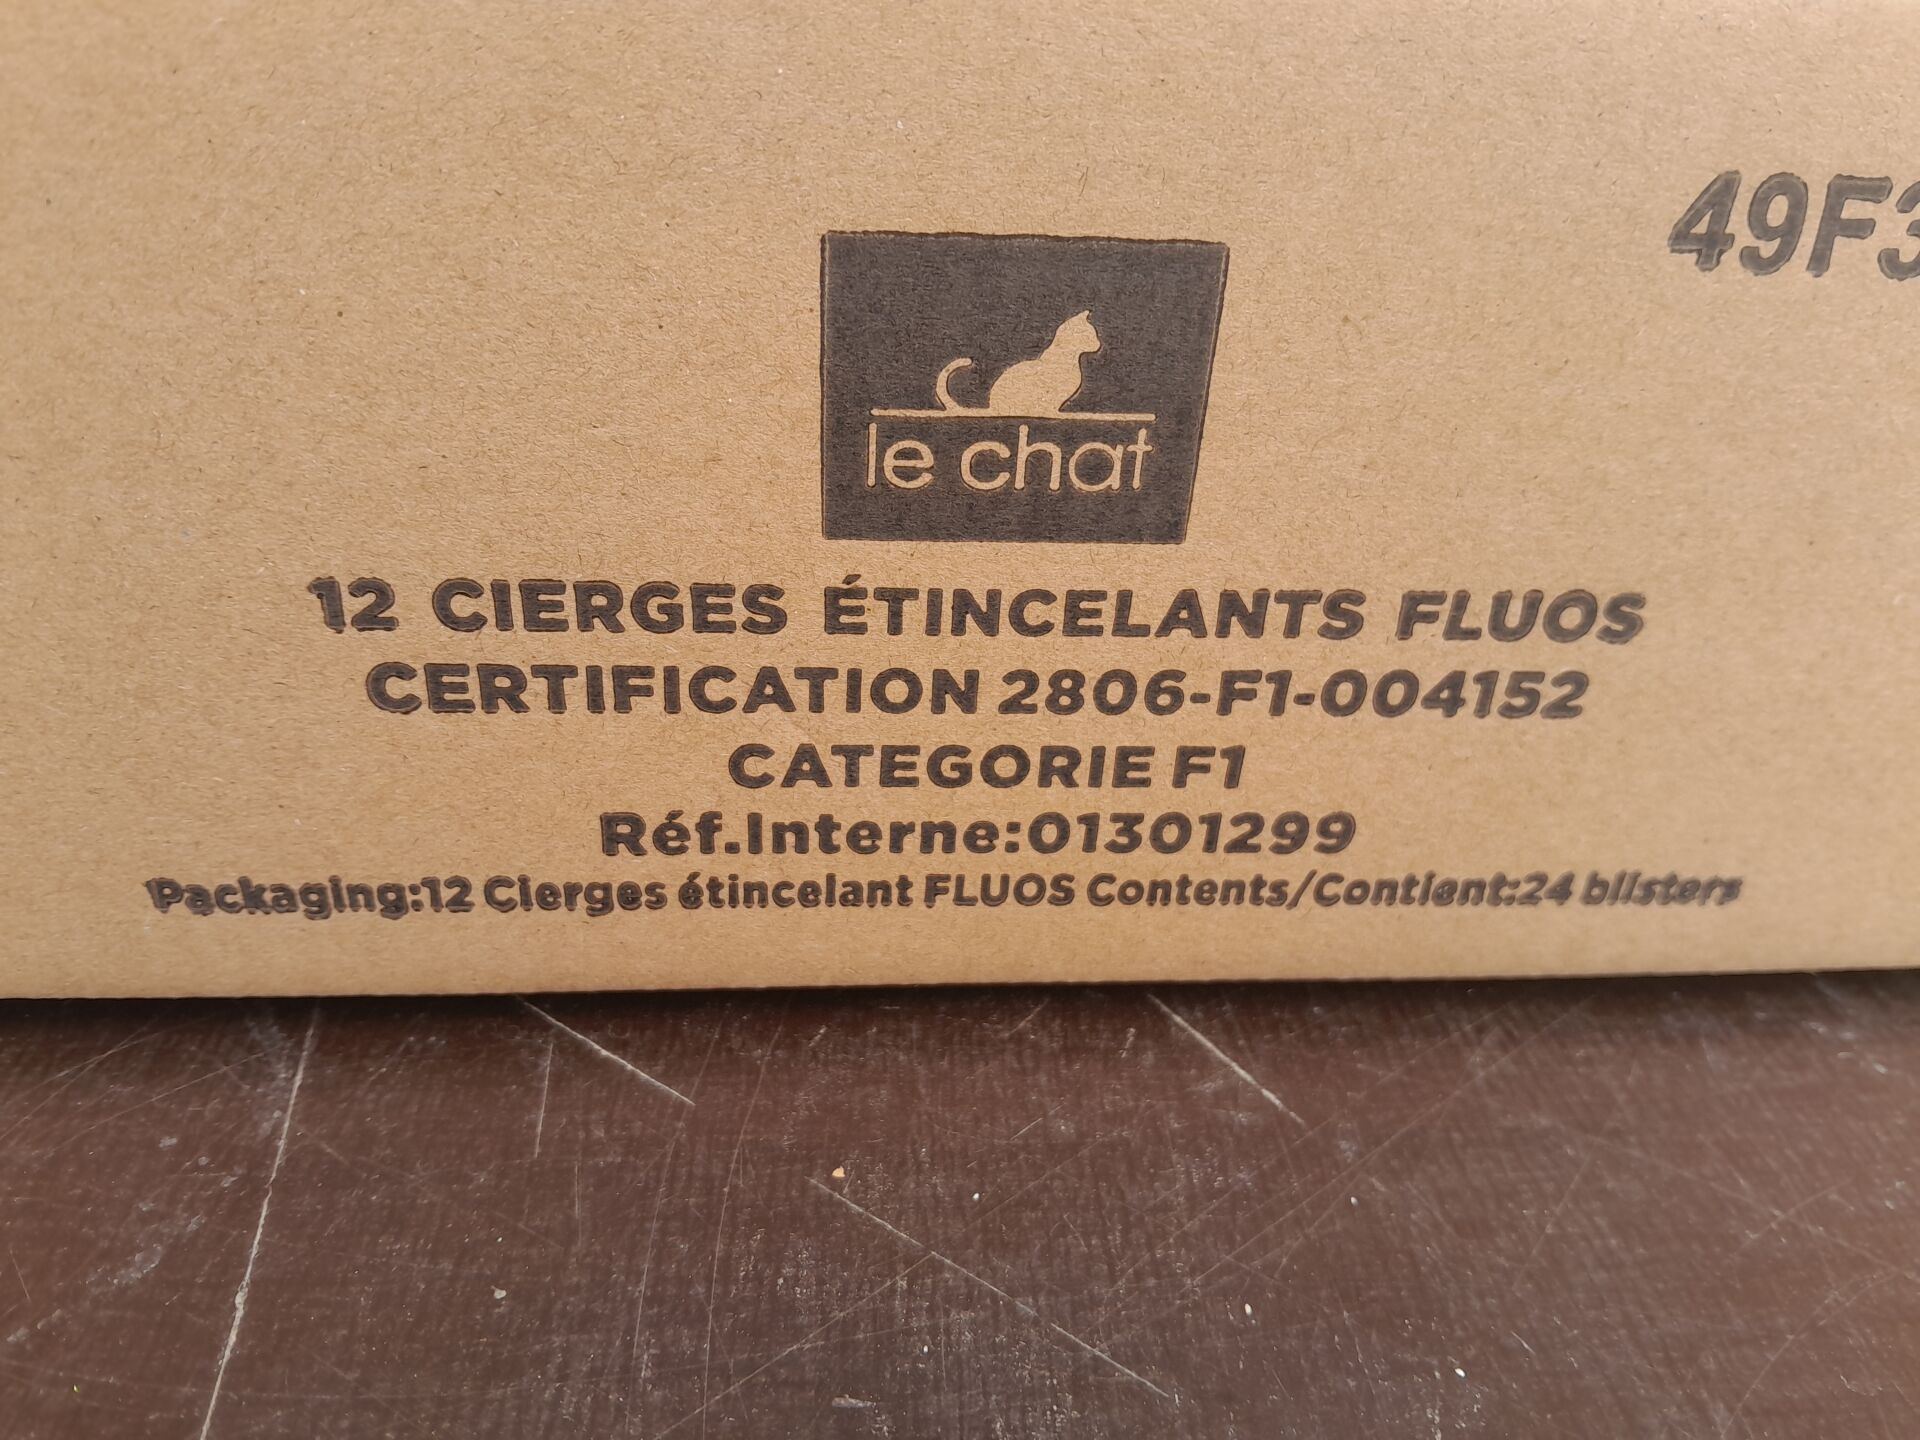 49F3
le chat
12 CIERGES ÉTINCELANTS FLUOS
CERTIFICATION 2806-F1-004152
CATEGORIE F1
Réf.Interne:01301299
Packaging:12 Cierges étincelant FLUOS Contents/Contient:24 blisters